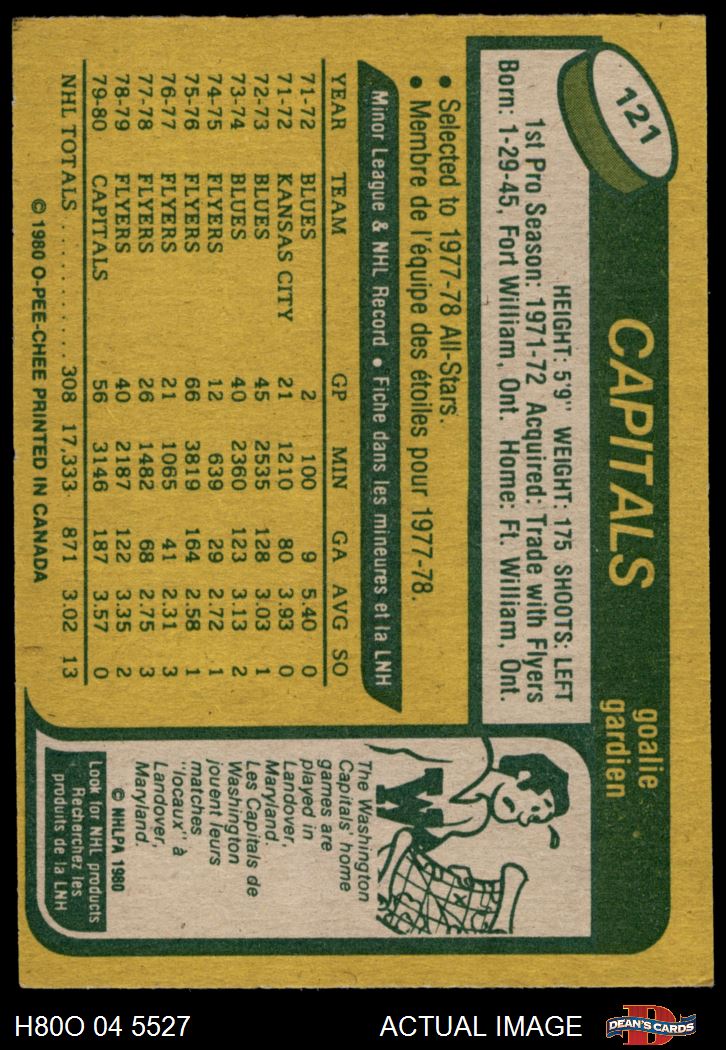 121
CAPITALS
goalie
gardien
HEIGHT: 5'9" WEIGHT: 175 SHOOTS: LEFT
1st Pro Season: 1971-72 Acquired: Trade with Flyers
Born: 1-29-45, Fort William, Ont. Home: Ft. William, Ont.
• Selected to 1977-78 All-Stars.
• Membre de l'équipe des étoiles pour 1977-78.
Minor League & NHL Record • Fiche dans les mineures et la LNH
YEAR TEAM GP MIN GA AVG SO
71-72 BLUES 2 100 9 5.40 0
71-72 KANSAS CITY 21 1210 80 3.93 0
72-73 BLUES 45 2535 128 3.03 1
73-74 BLUES 40 2360 123 3.13 2
74-75 FLYERS 12 639 29 2.72 1
75-76 FLYERS 66 3819 164 2.58 1
76-77 FLYERS 21 1065 41 2.31 3
77-78 FLYERS 26 1482 68 2.75 3
78-79 FLYERS 40 2187 122 3.35 2
79-80 CAPITALS 56 3146 187 3.57 0
NHL TOTALS ........ 308 17,333 871 3.02 13
© 1980 O-PEE-CHEE PRINTED IN CANADA
The Washington
Capitals' home
games are
played in
Landover,
Maryland.
Les Capitals de
Washington
jouent leurs
matches
"locaux" à
Landover,
Maryland.
© NHLPA 1980
Look for NHL products
Recherchez les
produits de la LNH
H80O 04 5527
ACTUAL IMAGE
D
DEAN'S CARDS